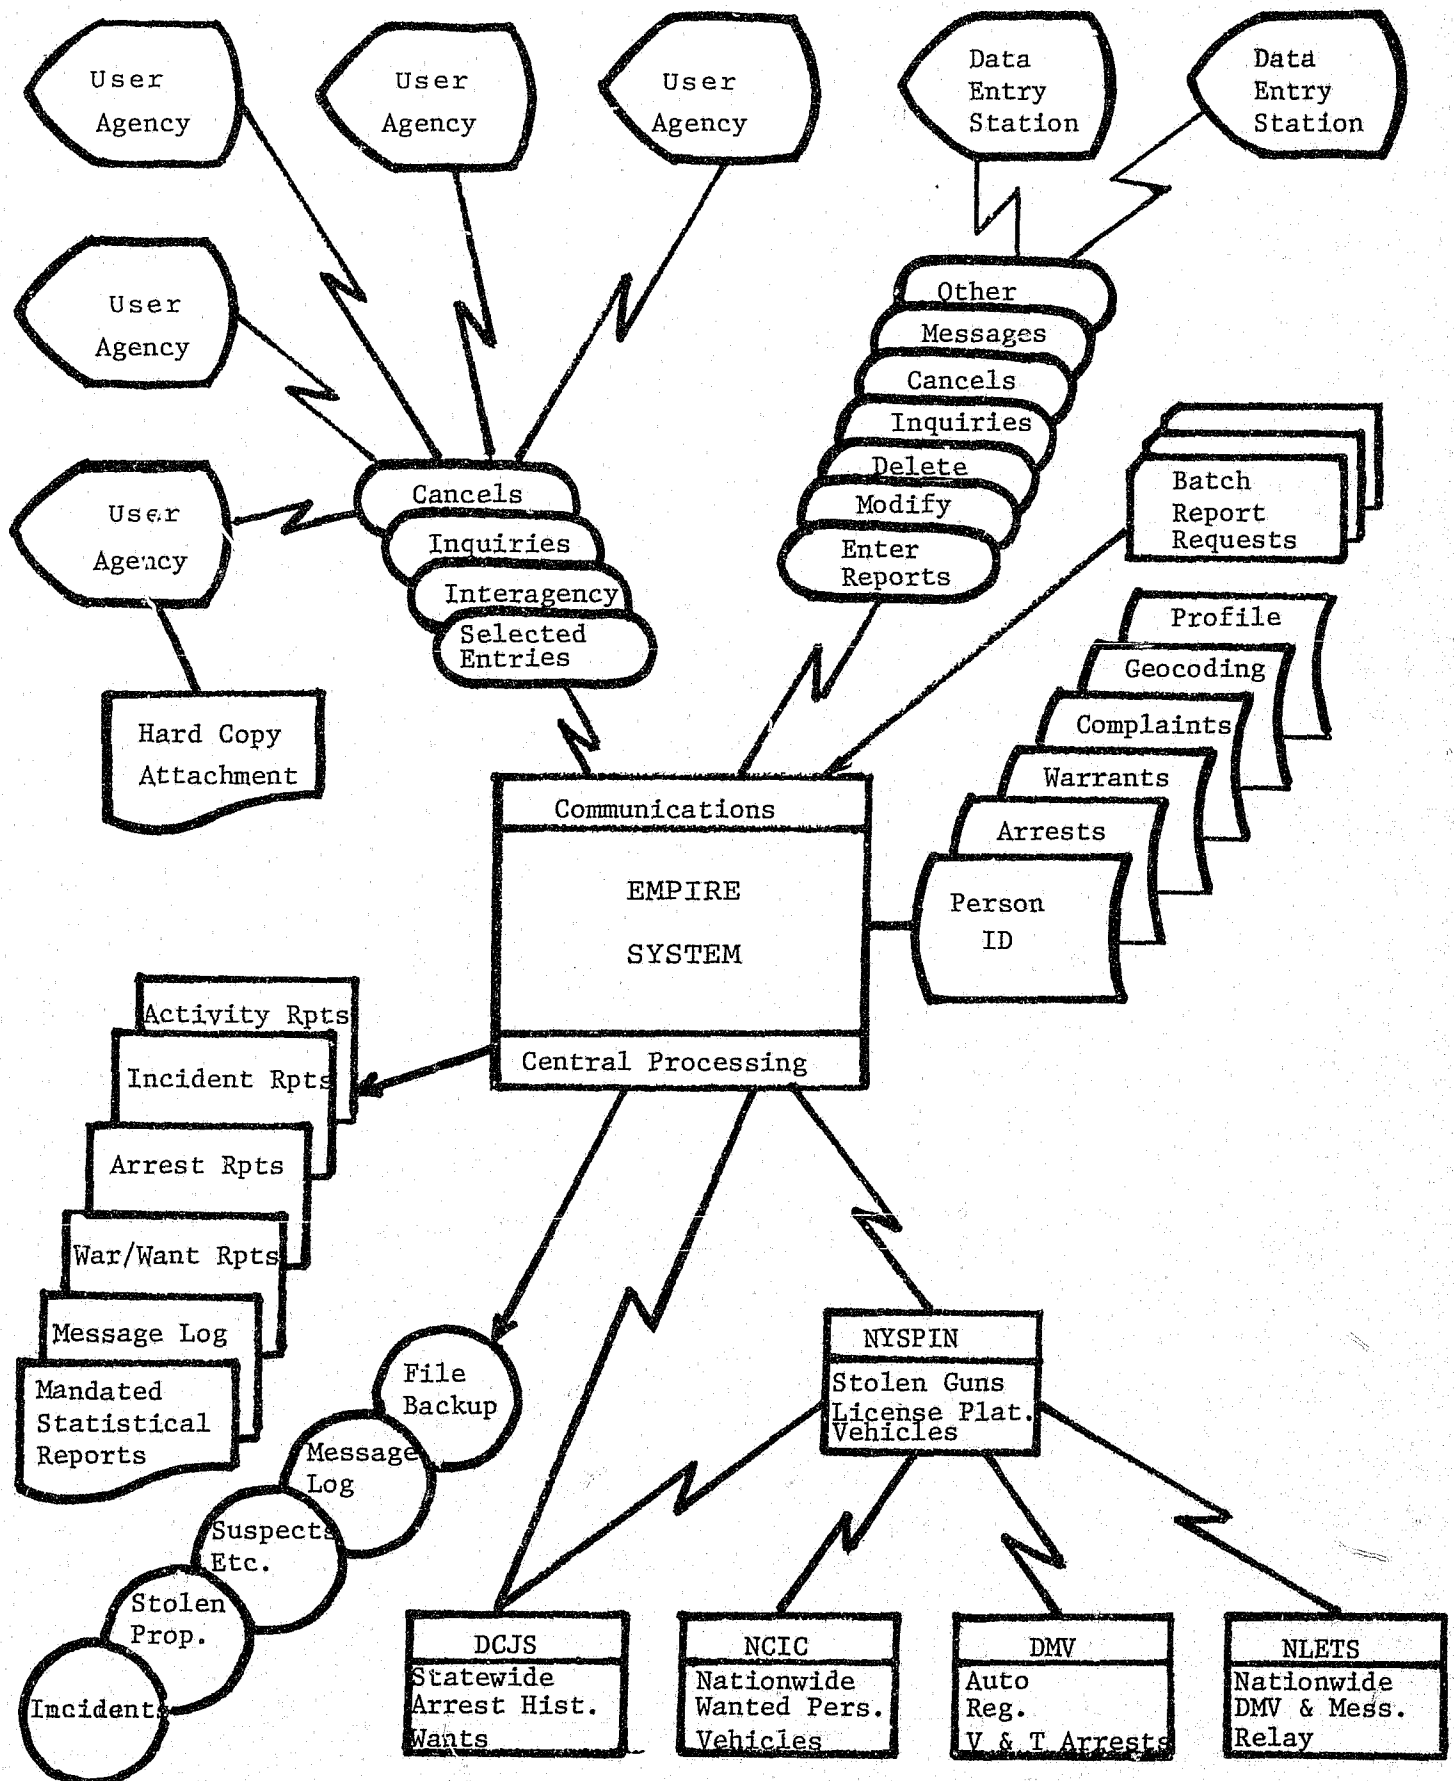 User
Agency
User
Agency
User
Agency
Data
Entry
Station
Data
Entry
Station
User
Agency
User
Agency
Hard Copy
Attachment
Cancels
Inquiries
Interagency
Selected
Entries
Other
Messages
Cancels
Inquiries
Delete
Modify
Enter
Reports
Batch
Report
Requests
Profile
Geocoding
Complaints
Warrants
Arrests
Person
ID
Communications
EMPIRE
SYSTEM
Central Processing
Activity Rpts
Incident Rpts
Arrest Rpts
War/Want Rpts
Message Log
Mandated
Statistical
Reports
File
Backup
Message
Log
Suspects
Etc.
Stolen
Prop.
Incident
NYSPIN
Stolen Guns
License Plat.
Vehicles
DCJS
Statewide
Arrest Hist.
Wants
NCIC
Nationwide
Wanted Pers.
Vehicles
DMV
Auto
Reg.
V & T Arrests
NLETS
Nationwide
DMV & Mess.
Relay